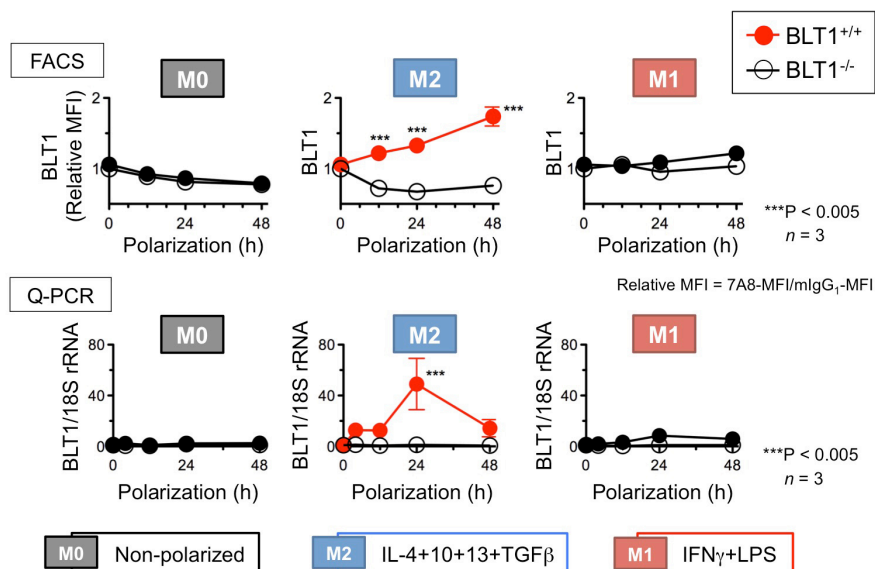 BLT1+/+
BLT1-/-
FACS
M0
M2
M1
2
1
BLT1
(Relative MFI)
0
24
48
Polarization (h)
2
1
BLT1
***
***
***
0
24
48
Polarization (h)
2
1
BLT1
0
24
48
Polarization (h)
***P < 0.005
n = 3
Relative MFI = 7A8-MFI/mIgG1-MFI
Q-PCR
M0
M2
M1
80
40
0
BLT1/18S rRNA
0
24
48
Polarization (h)
80
40
0
BLT1/18S rRNA
***
0
24
48
Polarization (h)
80
40
0
BLT1/18S rRNA
0
24
48
Polarization (h)
***P < 0.005
n = 3
M0 Non-polarized
M2 IL-4+10+13+TGFβ
M1 IFNγ+LPS